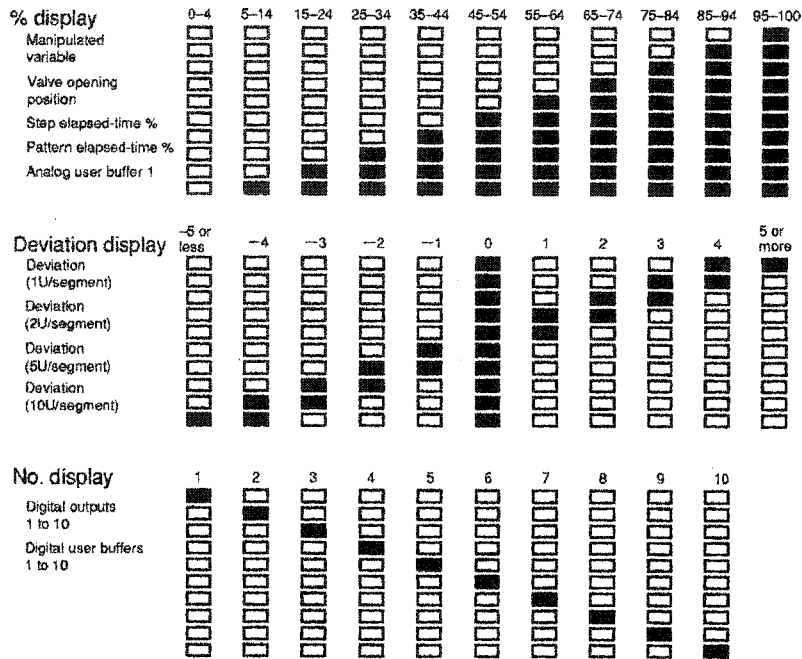 % display 0–4 5–14 15–24 25–34 35–44 45–54 55–64 65–74 75–84 85–94 95–100
Manipulated
variable
Valve opening
position
Step elapsed-time %
Pattern elapsed-time %
Analog user buffer 1
Deviation display –5 or less –4 –3 –2 –1 0 1 2 3 4 5 or more
Deviation
(1U/segment)
Deviation
(2U/segment)
Deviation
(5U/segment)
Deviation
(10U/segment)
No. display 1 2 3 4 5 6 7 8 9 10
Digital outputs
1 to 10
Digital user buffers
1 to 10